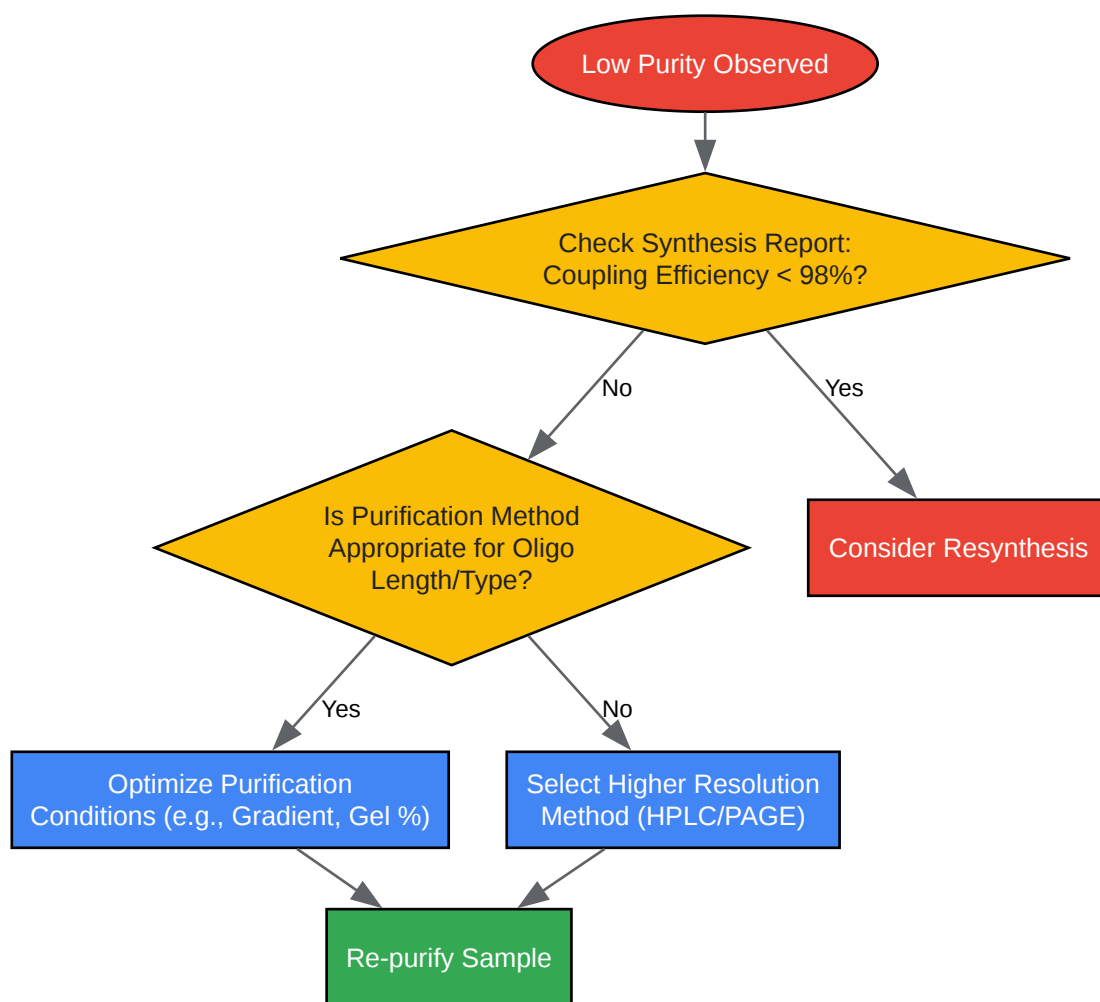 Low Purity Observed
Check Synthesis Report:
Coupling Efficiency < 98%?
No
Yes
Is Purification Method
Appropriate for Oligo
Length/Type?
Consider Resynthesis
Yes
No
Optimize Purification
Conditions (e.g., Gradient, Gel %)
Select Higher Resolution
Method (HPLC/PAGE)
Re-purify Sample